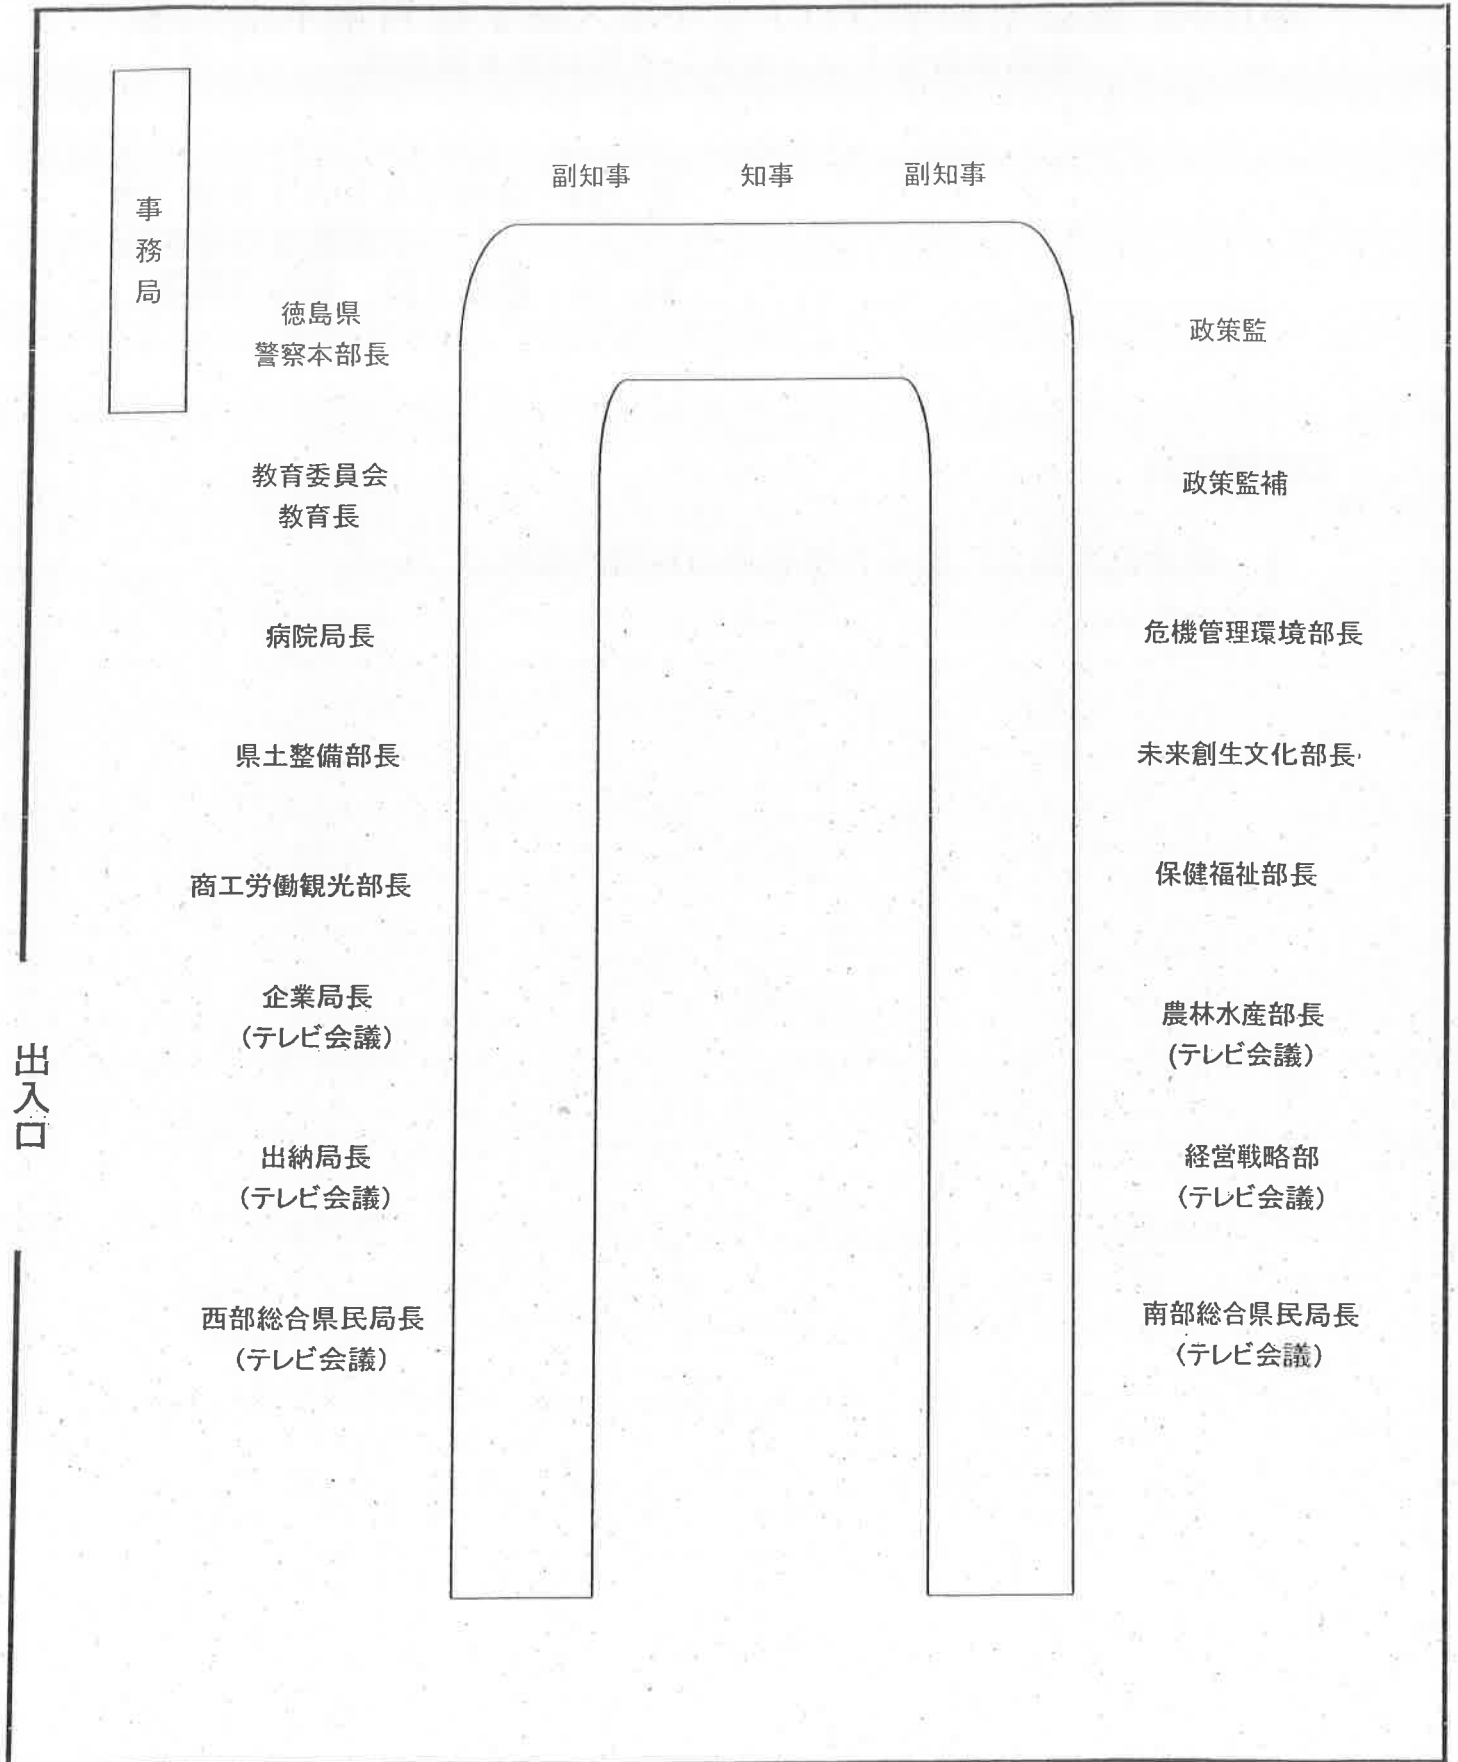 副知事 知事 副知事
事務局
徳島県
警察本部長
政策監
教育委員会
教育長
政策監補
病院局長
危機管理環境部長
県土整備部長
未来創生文化部長
商工労働観光部長
保健福祉部長
企業局長
(テレビ会議)
農林水産部長
(テレビ会議)
出入口
出納局長
(テレビ会議)
経営戦略部
(テレビ会議)
西部総合県民局長
(テレビ会議)
南部総合県民局長
(テレビ会議)